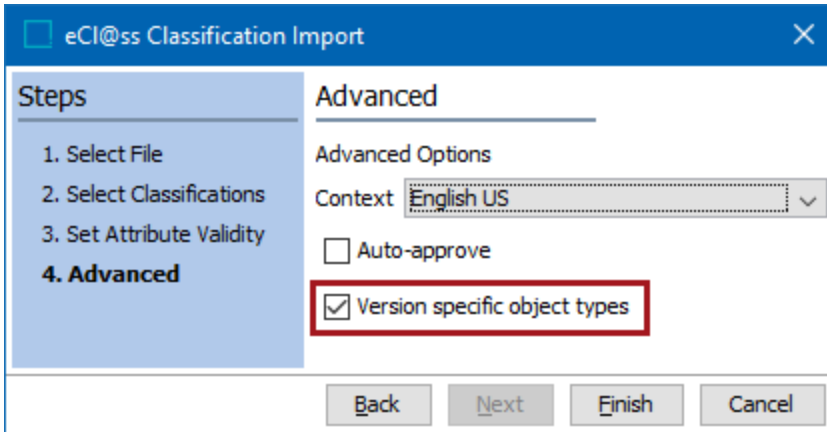 eCl@ss Classification Import
Steps
1. Select File
2. Select Classifications
3. Set Attribute Validity
4. Advanced
Advanced
Advanced Options
Context English US
Auto-approve
Version specific object types
Back Next Finish Cancel